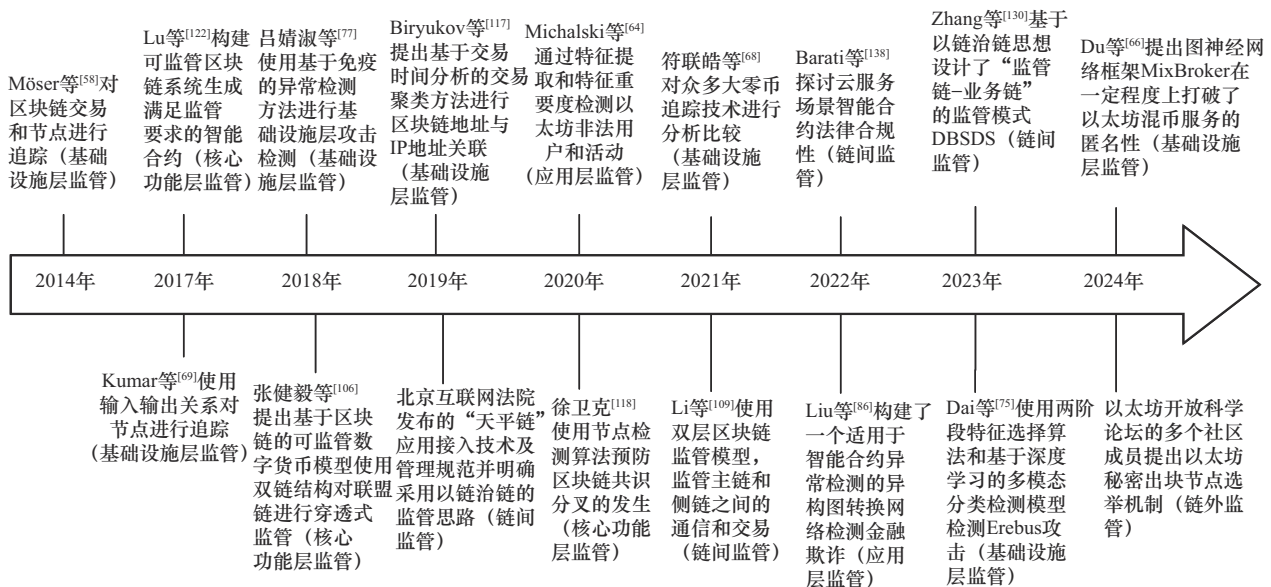 Möser等[58]对
区块链交易
和节点进行
追踪（基础
设施层监管）
Lu等[122]构建
可监管区块
链系统生成
满足监管
要求的智能
合约（核心
功能层监管）
吕婧淑等[77]
使用基于免疫
的异常检测
方法进行基
础设施层攻击
检测（基础设
施层监管）
Biryukov等[117]
提出基于交易
时间分析的交易
聚类方法进行
区块链地址与
IP地址关联
（基础设施
层监管）
Michalski等[64]
通过特征提
取和特征重
要度检测以
太坊非法用
户和活动
（应用层监管）
符联皓等[68]
对众多大零币
追踪技术进行
分析比较
（基础设施
层监管）
Barati等[138]
探讨云服务
场景智能合
约法律合规
性（链间监
管）
Zhang等[130]基于
以链治链思想
设计了“监管
链–业务链”
的监管模式
DBSDS（链间
监管）
Du等[66]提出图神经网
络框架MixBroker在
一定程度上打破了
以太坊混币服务的
匿名性（基础设施
层监管）
2014年
2017年
2018年
2019年
2020年
2021年
2022年
2023年
2024年
Kumar等[69]使用
输入输出关系对
节点进行追踪
（基础设施层监管）
张健毅等[106]
提出基于区块
链的可监管数
字货币模型使用
双链结构对联盟
链进行穿透式
监管（核心
功能层监管）
北京互联网法院
发布的“天平链”
应用接入技术及
管理规范并明确
采用以链治链的
监管思路（链间
监管）
徐卫克[118]
使用节点检
测算法预防
区块链共识
分叉的发生
（核心功能
层监管）
Li等[109]使用
双层区块链
监管模型，
监管主链和
侧链之间的
通信和交易
（链间监管）
Liu等[86]构建了
一个适用于
智能合约异
常检测的异
构图转换网
络检测金融
欺诈（应用
层监管）
Dai等[75]使用两阶
段特征选择算
法和基于深度
学习的多模态
分类检测模型
检测Erebus攻
击（基础设施
层监管）
以太坊开放科学
论坛的多个社区
成员提出以太坊
秘密出块节点选
举机制（链外监
管）